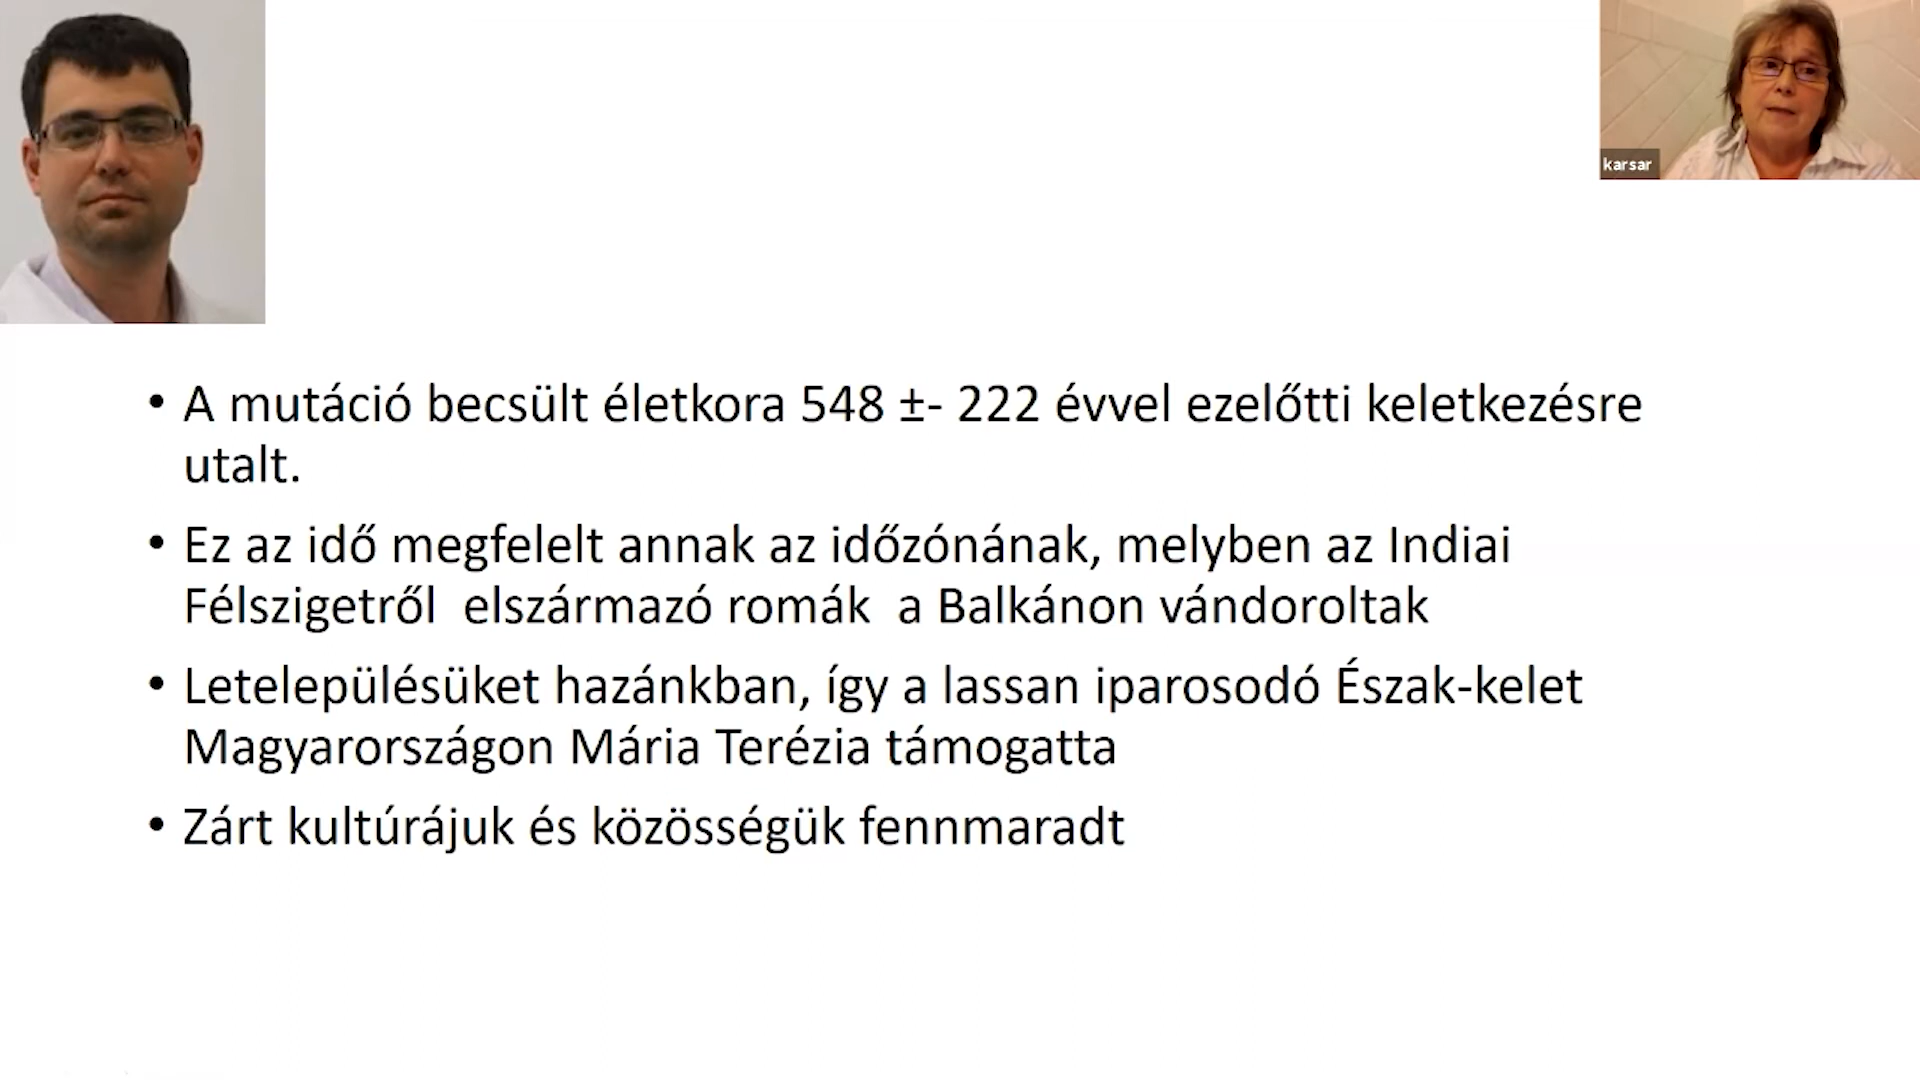 karsar
• A mutáció becsült életkora 548 ±- 222 évvel ezelőtti keletkezésre
utalt.
• Ez az idő megfelelt annak az időzónának, melyben az Indiai
Félszigetről  elszármazó romák  a Balkánon vándoroltak
• Letelepülésüket hazánkban, így a lassan iparosodó Észak-kelet
Magyarországon Mária Terézia támogatta
• Zárt kultúrájuk és közösségük fennmaradt